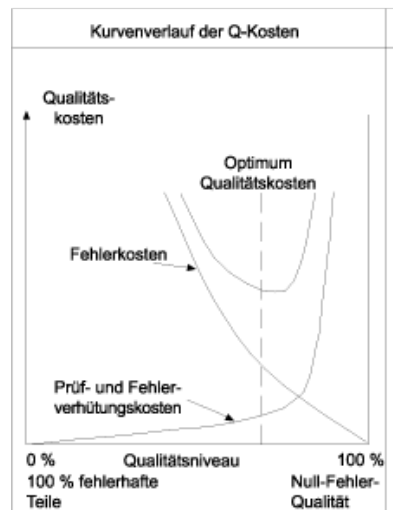 Kurvenverlauf der Q-Kosten
Qualitäts-
kosten
Optimum
Qualitätskosten
Fehlerkosten
Prüf- und Fehler-
verhütungskosten
0 % Qualitätsniveau 100 %
100 % fehlerhafte Null-Fehler-
Teile Qualität